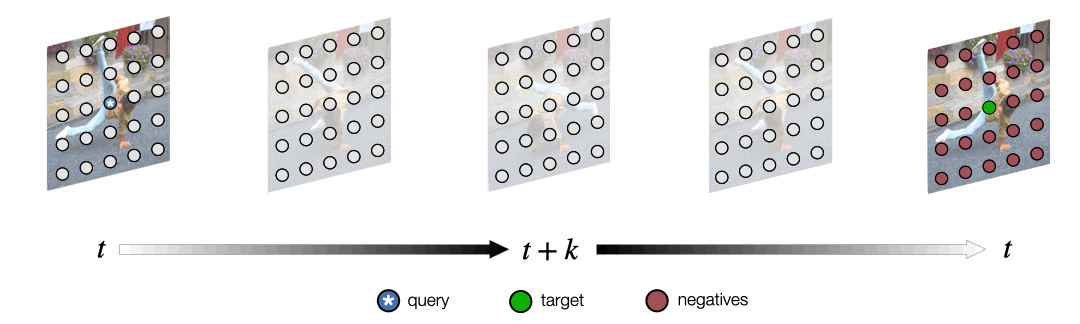 t t + k t
* query target negatives